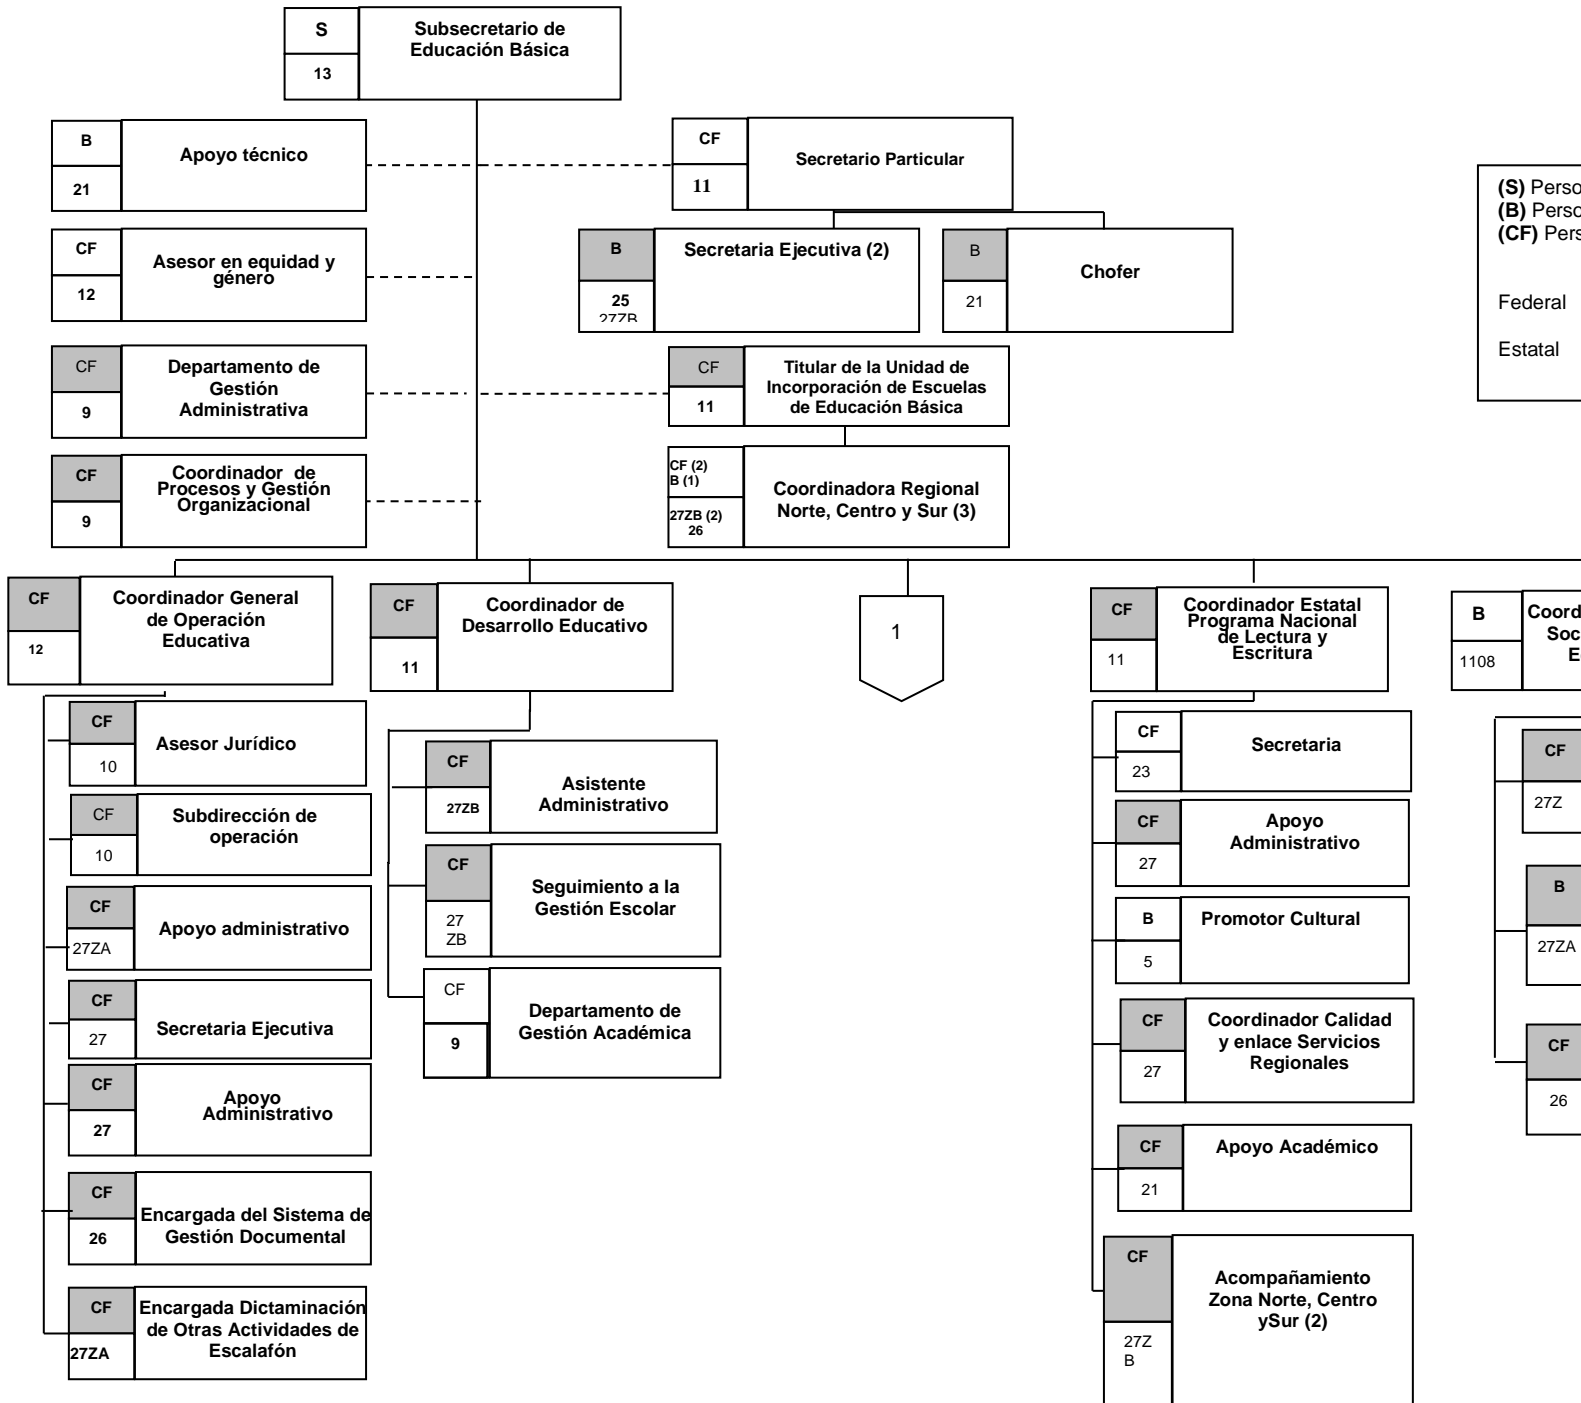 S
Subsecretario de
Educación Básica
13
B
Apoyo técnico
21
CF
Secretario Particular
11
CF
Asesor en equidad y
género
12
B
Secretaria Ejecutiva (2)
25
27ZB
B
Chofer
21
(S) Perso
(B) Perso
(CF) Pers
Federal
Estatal
CF
Departamento de
Gestión
Administrativa
9
CF
Titular de la Unidad de
Incorporación de Escuelas
de Educación Básica
11
CF
Coordinador de
Procesos y Gestión
Organizacional
9
CF (2)
B (1)
Coordinadora Regional
Norte, Centro y Sur (3)
27ZB (2)
26
CF
Coordinador General
de Operación
Educativa
12
CF
Coordinador de
Desarrollo Educativo
11
1
CF
Coordinador Estatal
Programa Nacional
de Lectura y
Escritura
11
B
Coord
Soc
E
1108
CF
Asesor Jurídico
10
CF
Subdirección de
operación
10
CF
Apoyo administrativo
27ZA
CF
Secretaria Ejecutiva
27
CF
Apoyo
Administrativo
27
CF
Encargada del Sistema de
Gestión Documental
26
CF
Encargada Dictaminación
de Otras Actividades de
Escalafón
27ZA
CF
Asistente
Administrativo
27ZB
CF
Seguimiento a la
Gestión Escolar
27
ZB
CF
Departamento de
Gestión Académica
9
CF
Secretaria
23
CF
Apoyo
Administrativo
27
B
Promotor Cultural
5
CF
Coordinador Calidad
y enlace Servicios
Regionales
27
CF
Apoyo Académico
21
CF
Acompañamiento
Zona Norte, Centro
ySur (2)
27Z
B
CF
27Z
B
27ZA
CF
26